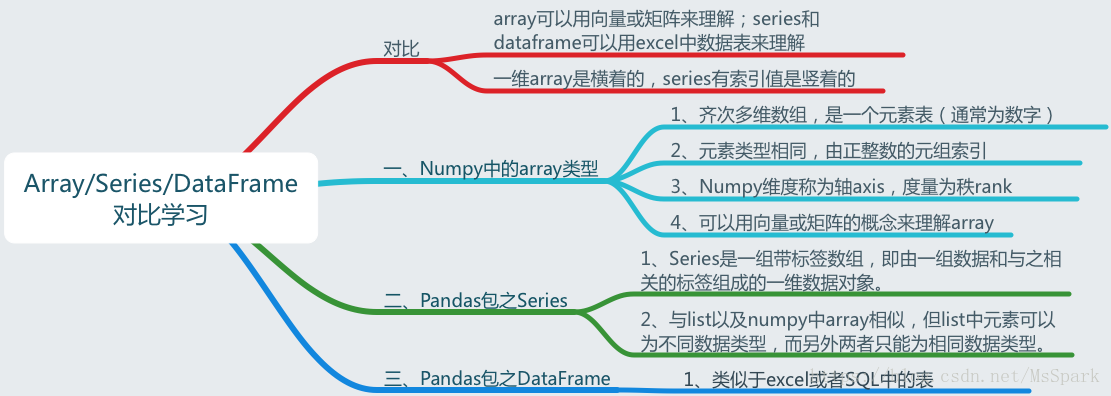 Array/Series/DataFrame
对比学习
对比
array可以用向量或矩阵来理解；series和
dataframe可以用excel中数据表来理解
一维array是横着的，series有索引值是竖着的
一、Numpy中的array类型
1、齐次多维数组，是一个元素表（通常为数字）
2、元素类型相同，由正整数的元组索引
3、Numpy维度称为轴axis，度量为秩rank
4、可以用向量或矩阵的概念来理解array
二、Pandas包之Series
1、Series是一组带标签数组，即由一组数据和与之相
关的标签组成的一维数据对象。
2、与list以及numpy中array相似，但list中元素可以
为不同数据类型，而另外两者只能为相同数据类型。
三、Pandas包之DataFrame
1、类似于excel或者SQL中的表
csdn.net/MsSpark